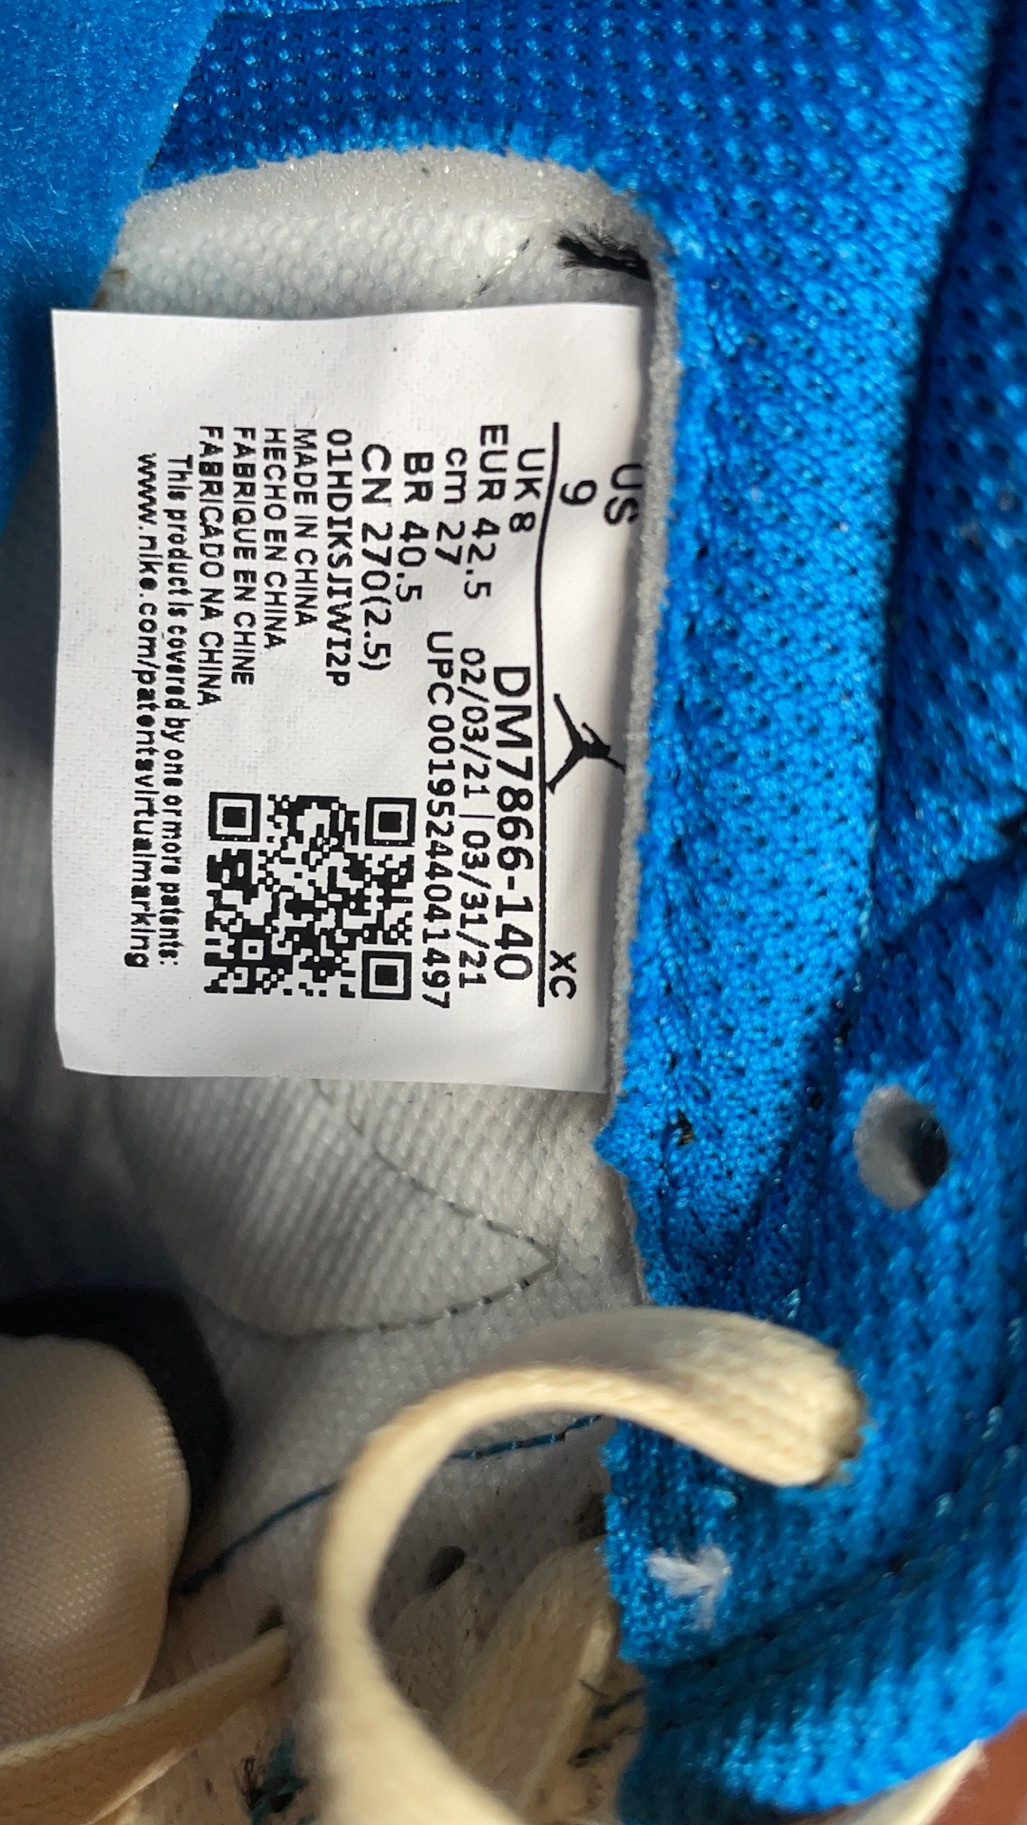 US
9 XC
UK 8 DM7866-140
EUR 42.5 02/03/21 | 03/31/21
cm 27 UPC 00195244041497
BR 40.5
CN 270(2.5)
01HDIKSJIWI2P
MADE IN CHINA
HECHO EN CHINA
FABRIQUE EN CHINE
FABRICADO NA CHINA
This product is covered by one or more patents:
www.nike.com/patentsvirtualmarking